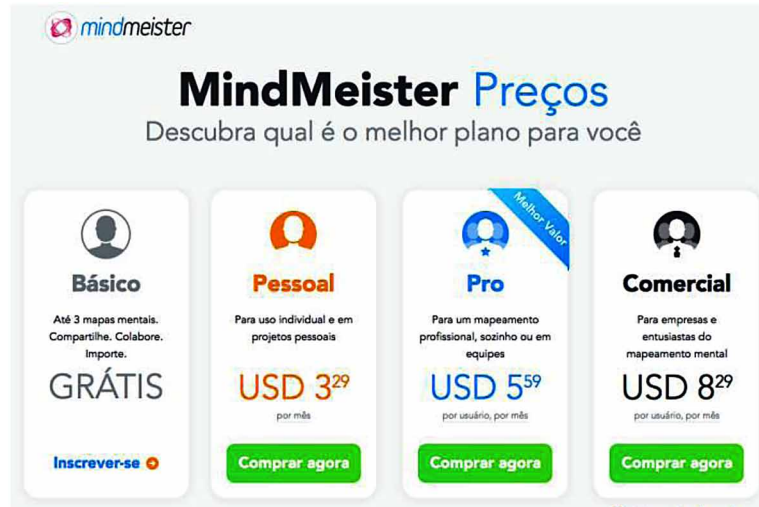 mindmeister
MindMeister Preços
Descubra qual é o melhor plano para você
Básico
Até 3 mapas mentais.
Compartilhe. Colabore.
Importe.
GRÁTIS
Inscrever-se
Pessoal
Para uso individual e em
projetos pessoais
USD 329
por mês
Comprar agora
Melhor Valor
Pro
Para um mapeamento
profissional, sozinho ou em
equipes
USD 559
por usuário, por mês
Comprar agora
Comercial
Para empresas e
entusiastas do
mapeamento mental
USD 829
por usuário, por mês
Comprar agora